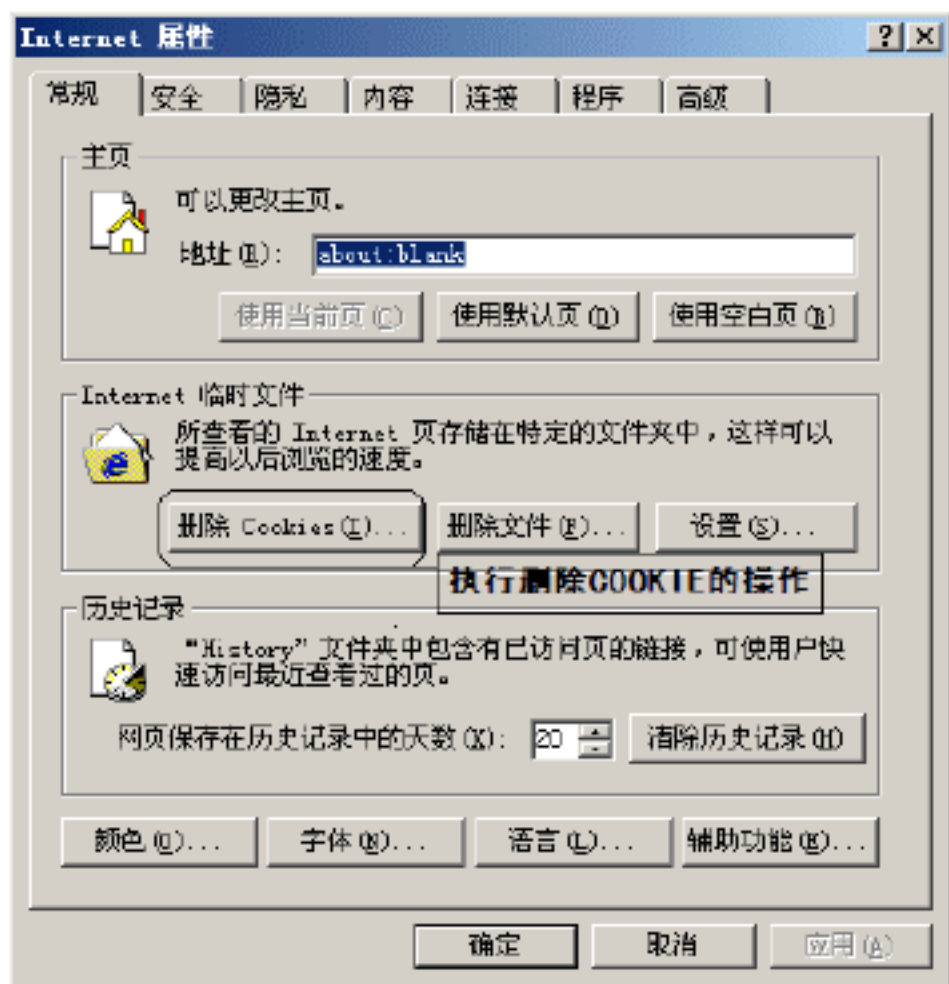 Internet 属性
常规 安全 隐私 内容 连接 程序 高级
主页
可以更改主页。
地址(R): about:blank
使用当前页(C) 使用默认页(D) 使用空白页(B)
Internet 临时文件
所查看的 Internet 页存储在特定的文件夹中，这样可以
提高以后浏览的速度。
删除 Cookies(I)... 删除文件(F)... 设置(S)...
执行删除COOKIE的操作
历史记录
“History”文件夹中包含有已访问页的链接，可使用户快
速访问最近查看过的页。
网页保存在历史记录中的天数(K): 20 清除历史记录(H)
颜色(O)... 字体(N)... 语言(L)... 辅助功能(E)...
确定 取消 应用(A)